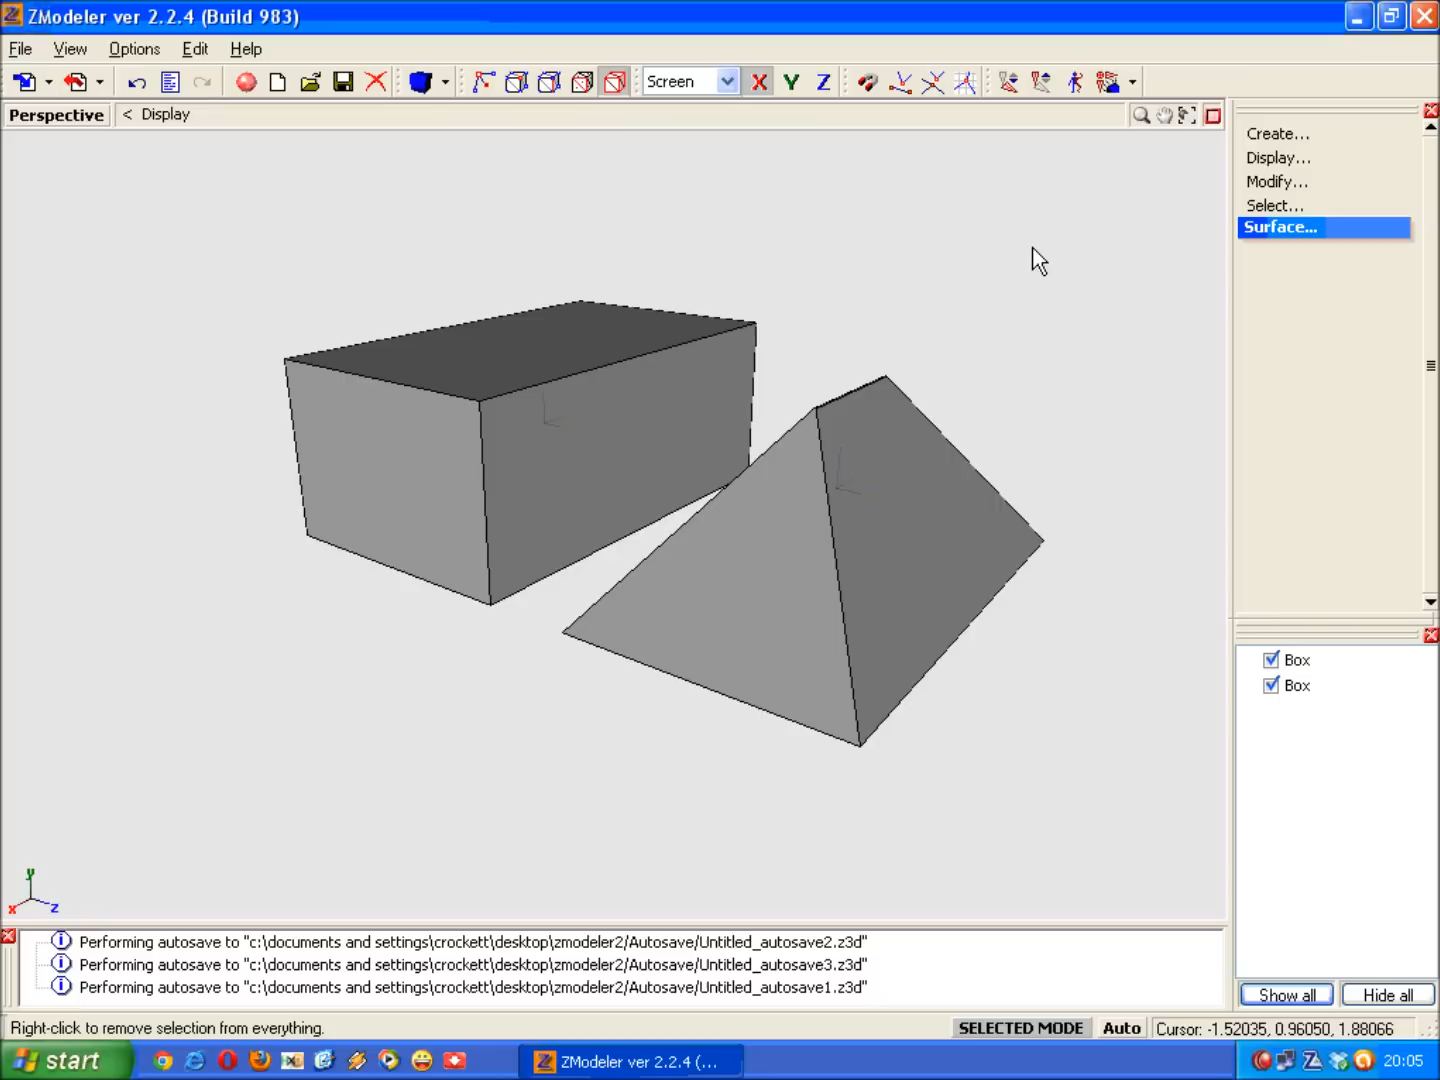 ZModeler ver 2.2.4 (Build 983)
File View Options Edit Help
Screen X Y Z
Perspective < Display
Create...
Display...
Modify...
Select...
Surface...
Box
Box
y
x z
Performing autosave to "c:\documents and settings\crockett\desktop\zmodeler2/Autosave/Untitled_autosave2.z3d"
Performing autosave to "c:\documents and settings\crockett\desktop\zmodeler2/Autosave/Untitled_autosave3.z3d"
Performing autosave to "c:\documents and settings\crockett\desktop\zmodeler2/Autosave/Untitled_autosave1.z3d"
Show all Hide all
Right-click to remove selection from everything. SELECTED MODE Auto Cursor: -1.52035, 0.96050, 1.88066
start ZModeler ver 2.2.4 (... 20:05